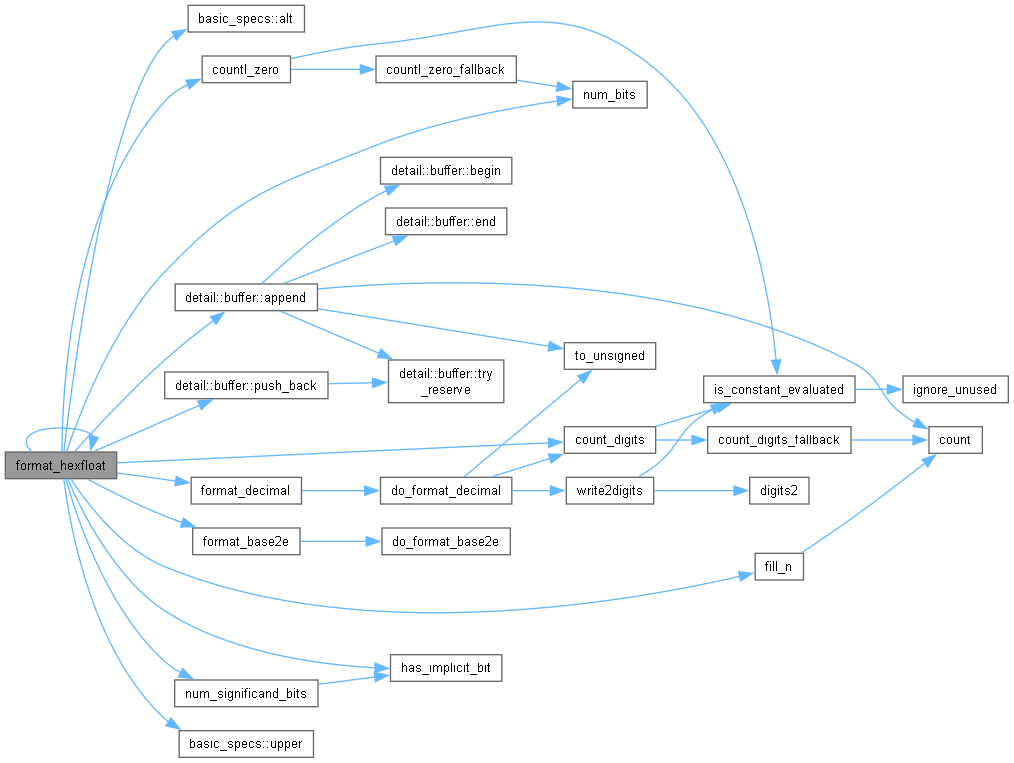 basic_specs::alt
countl_zero
countl_zero_fallback
num_bits
detail::buffer::begin
detail::buffer::end
detail::buffer::append
to_unsigned
detail::buffer::try
_reserve
detail::buffer::push_back
is_constant_evaluated
ignore_unused
count_digits
count_digits_fallback
count
format_hexfloat
format_decimal
do_format_decimal
write2digits
digits2
format_base2e
do_format_base2e
fill_n
has_implicit_bit
num_significand_bits
basic_specs::upper